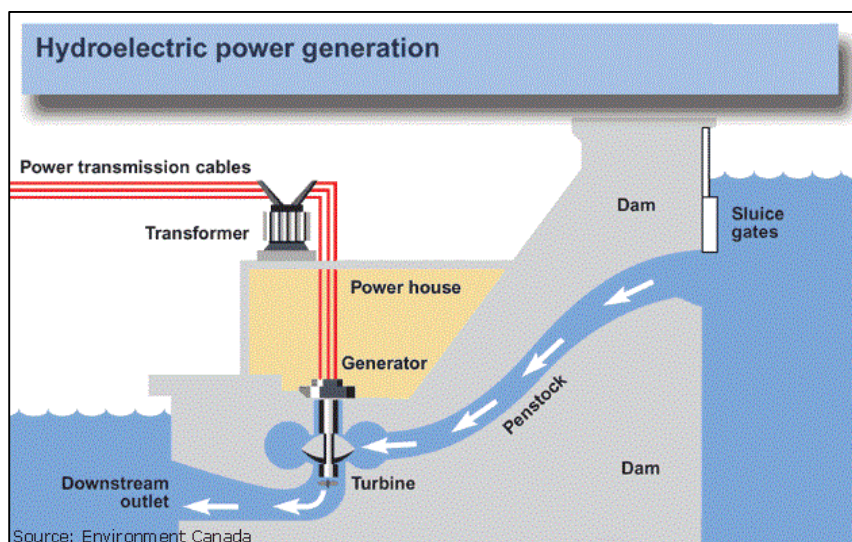 Hydroelectric power generation
Power transmission cables
Transformer
Dam
Sluice
gates
Power house
Generator
Penstock
Turbine
Dam
Downstream
outlet
Source: Environment Canada